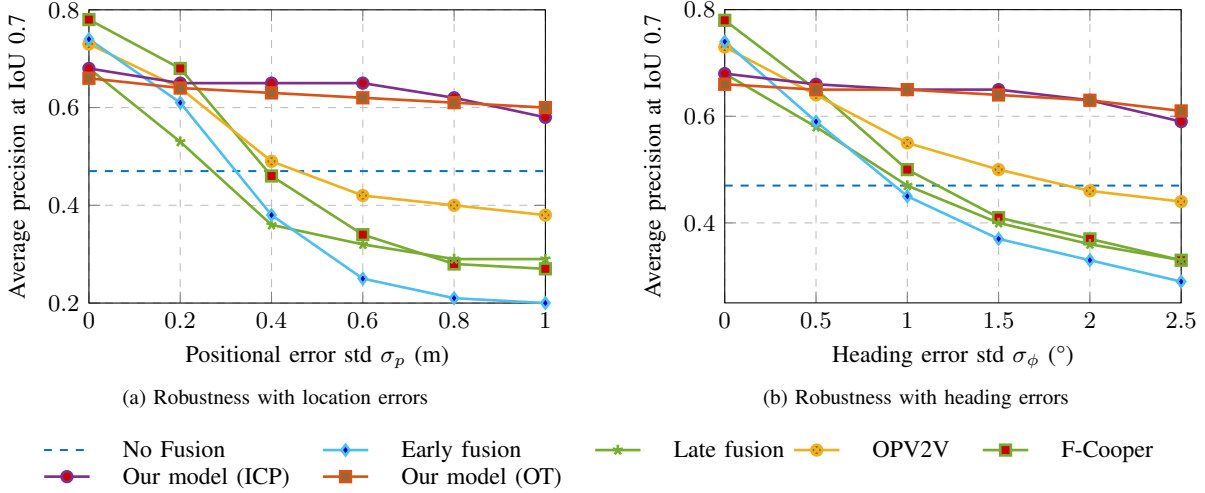 Average precision at IoU 0.7
0.8
0.6
0.4
0.2
0 0.2 0.4 0.6 0.8 1
Positional error std σp (m)
(a) Robustness with location errors
Average precision at IoU 0.7
0.8
0.6
0.4
0 0.5 1 1.5 2 2.5
Heading error std σϕ (°)
(b) Robustness with heading errors
No Fusion Early fusion Late fusion OPV2V F-Cooper
Our model (ICP) Our model (OT)